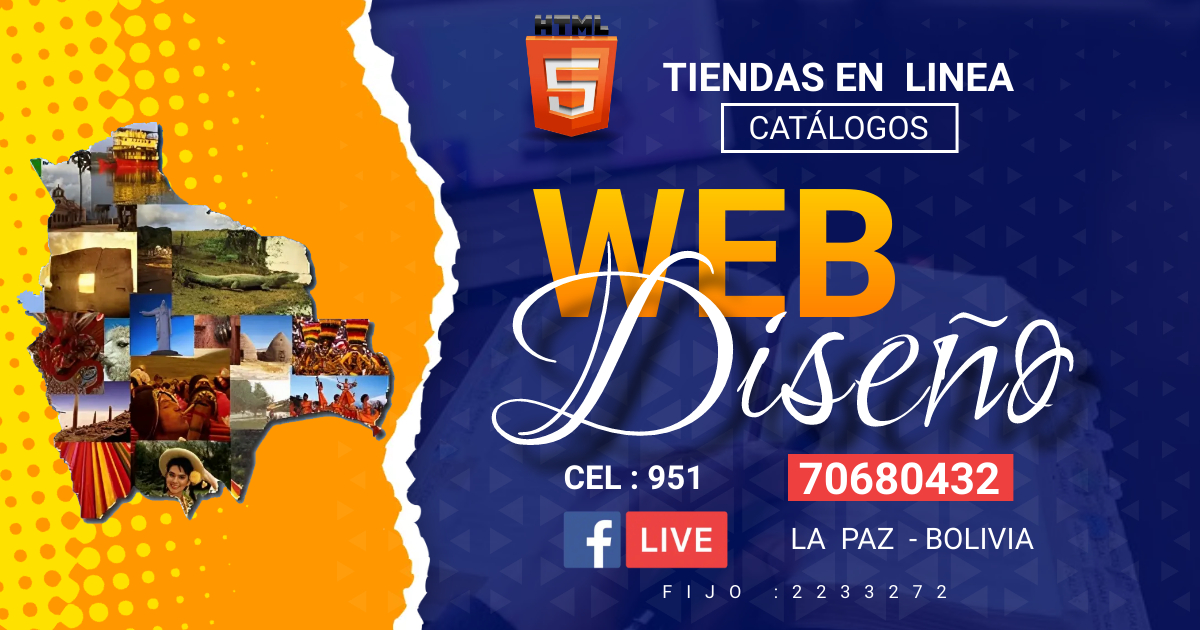 HTML
5
TIENDAS EN LINEA
CATÁLOGOS
WEB
Diseño
CEL : 951
70680432
f LIVE
LA PAZ - BOLIVIA
FIJO :2233272